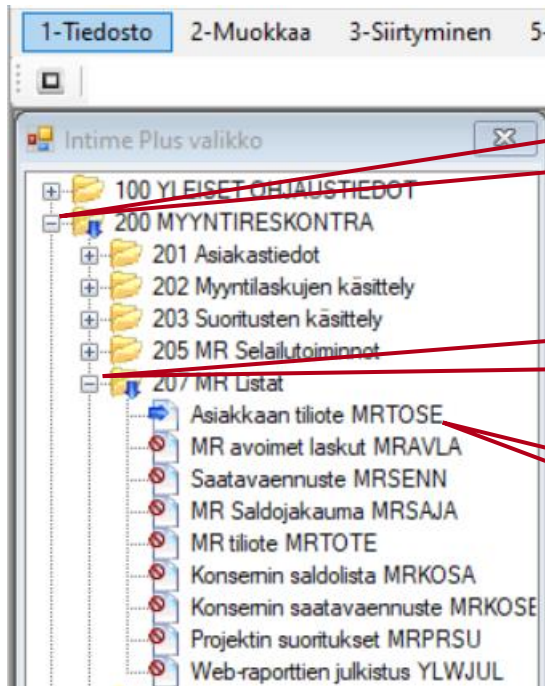 1-Tiedosto 2-Muokkaa 3-Siirtyminen 5-
Intime Plus valikko
100 YLEISET OHJAUSTIEDOT
200 MYYNTIRESKONTRA
201 Asiakastiedot
202 Myyntilaskujen käsittely
203 Suoritusten käsittely
205 MR Selailutoiminnot
207 MR Listat
Asiakkaan tiliote MRTOSE
MR avoimet laskut MRAVLA
Saatavaennuste MRSENN
MR Saldojakauma MRSAJA
MR tiliote MRTOTE
Konsernin saldolista MRKOSA
Konsernin saatavaennuste MRKOSE
Projektin suoritukset MRPRSU
Web-raporttien julkistus YLWJUL